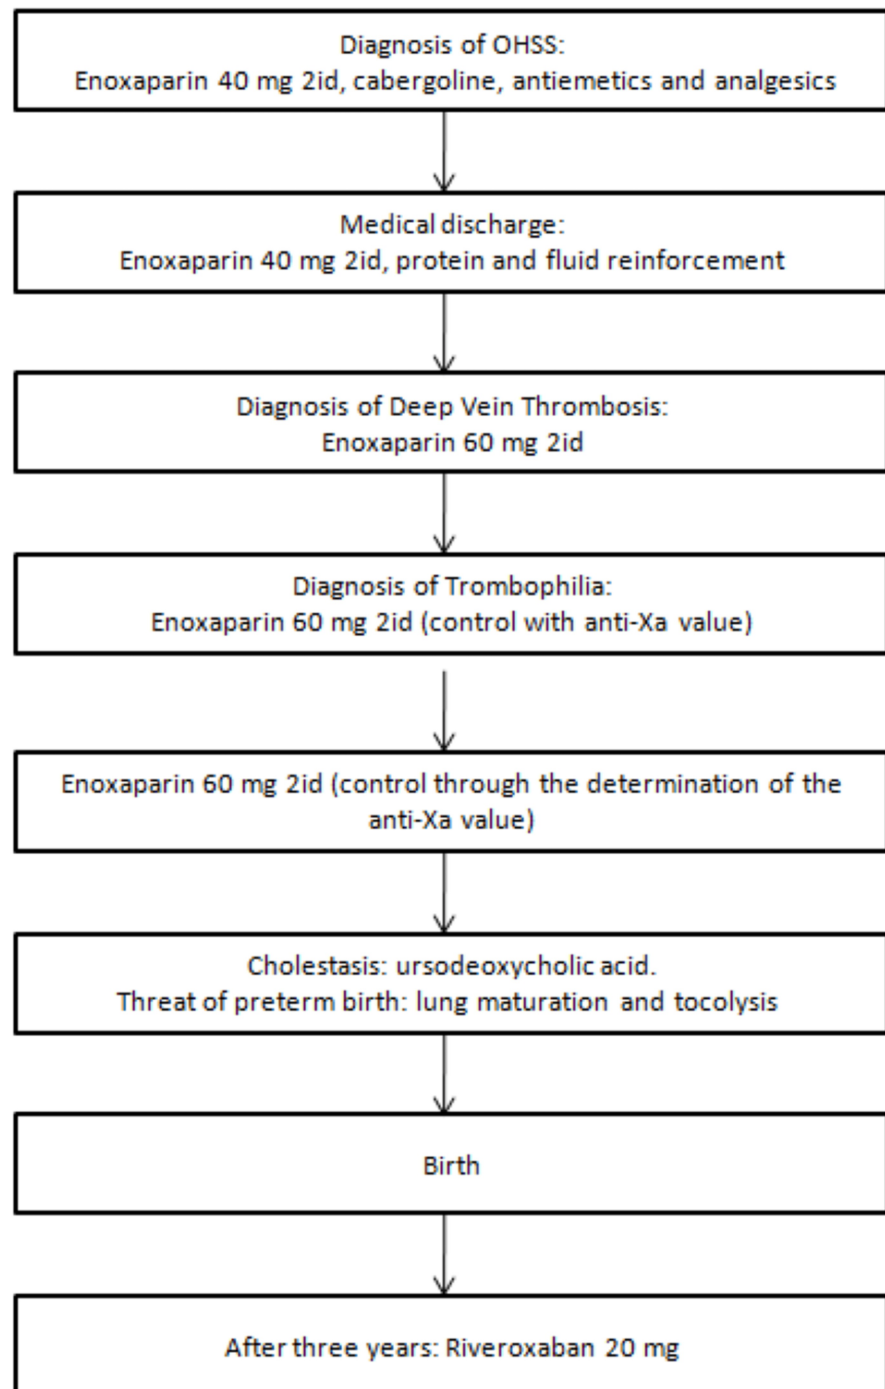 Diagnosis of OHSS:
Enoxaparin 40 mg 2id, cabergoline, antiemetics and analgesics
Medical discharge:
Enoxaparin 40 mg 2id, protein and fluid reinforcement
Diagnosis of Deep Vein Thrombosis:
Enoxaparin 60 mg 2id
Diagnosis of Trombophilia:
Enoxaparin 60 mg 2id (control with anti-Xa value)
Enoxaparin 60 mg 2id (control through the determination of the
anti-Xa value)
Cholestasis: ursodeoxycholic acid.
Threat of preterm birth: lung maturation and tocolysis
Birth
After three years: Riveroxaban 20 mg